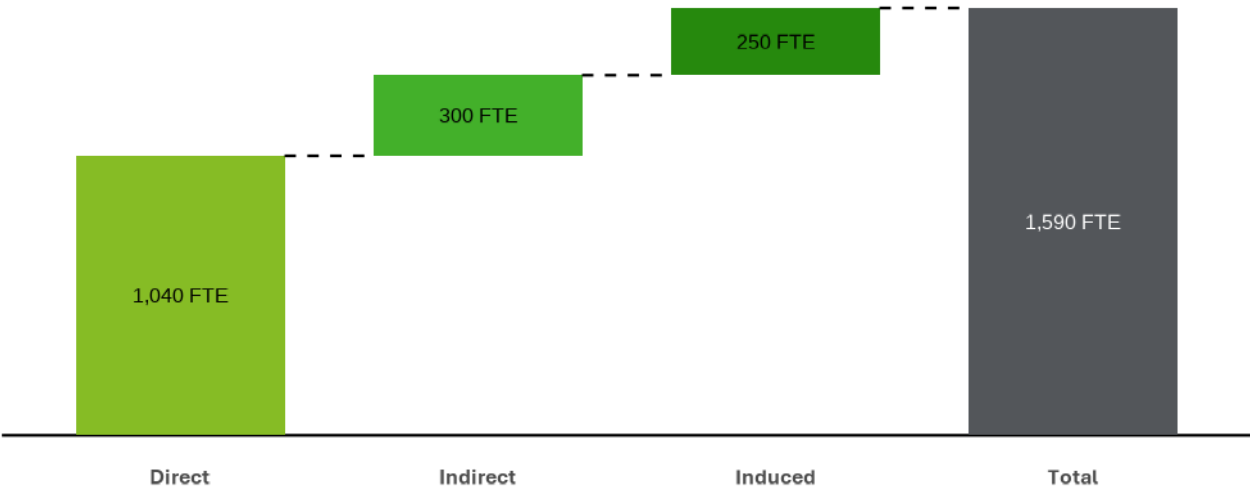 250 FTE
300 FTE
1,590 FTE
1,040 FTE
Direct
Indirect
Induced
Total